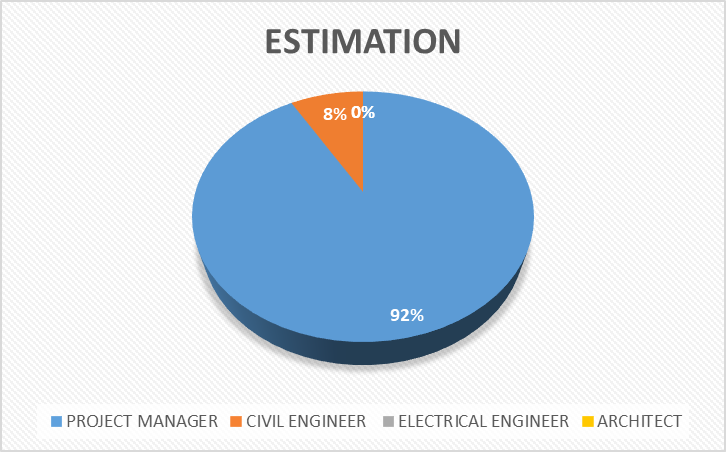 ESTIMATION
8% 0%
92%
PROJECT MANAGER CIVIL ENGINEER ELECTRICAL ENGINEER ARCHITECT